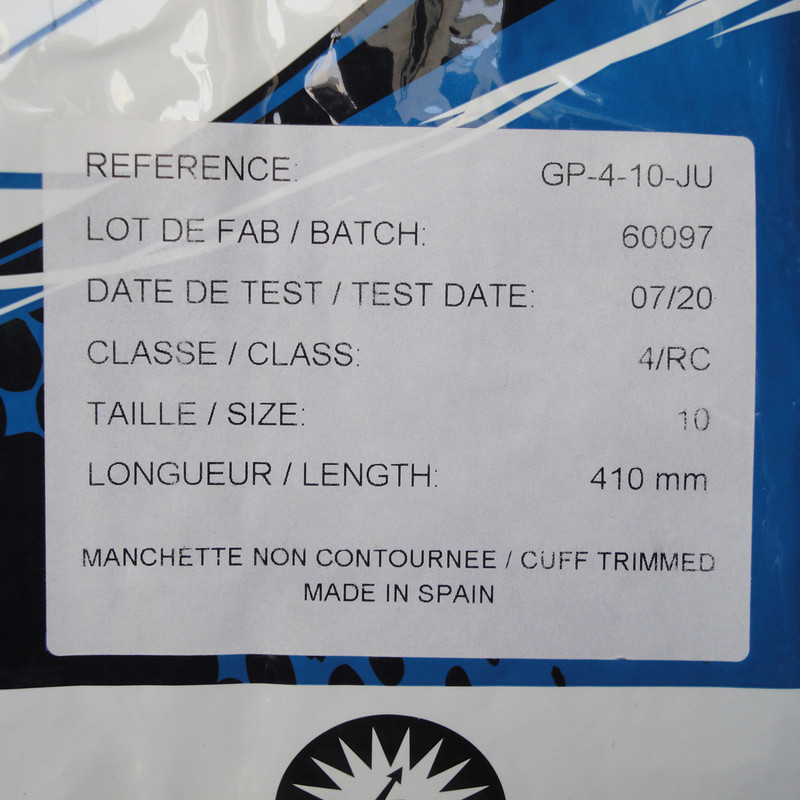 REFERENCE: GP-4-10-JU
LOT DE FAB / BATCH: 60097
DATE DE TEST / TEST DATE: 07/20
CLASSE / CLASS: 4/RC
TAILLE / SIZE: 10
LONGUEUR / LENGTH: 410 mm
MANCHETTE NON CONTOURNEE / CUFF TRIMMED
MADE IN SPAIN